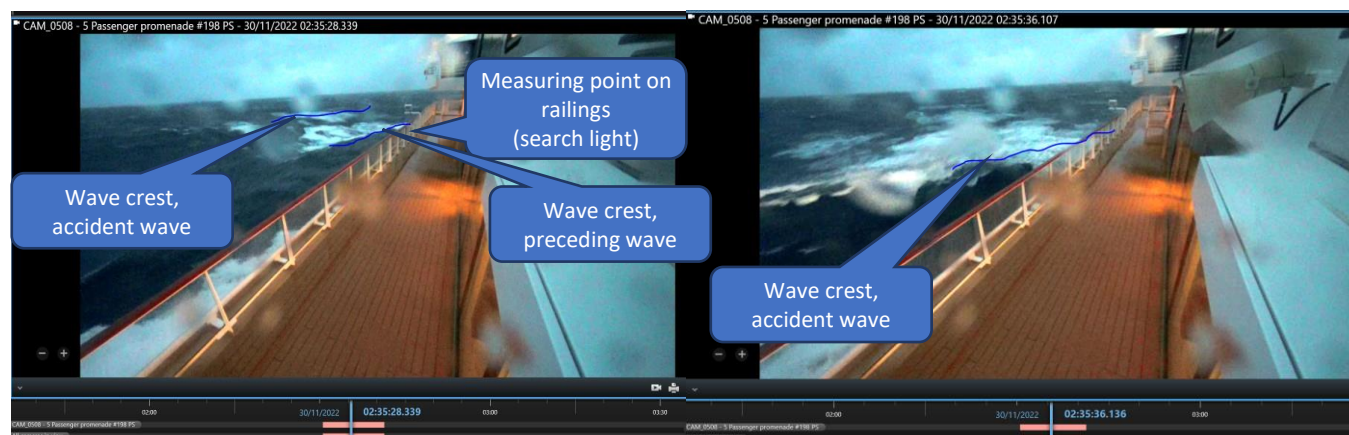 CAM_0508 - 5 Passenger promenade #198 PS - 30/11/2022 02:35:28.339
Measuring point on
railings
(search light)
Wave crest,
accident wave
Wave crest,
preceding wave
02:00
30/11/2022
02:35:28.339
03:00
03:30
CAM_0508 - 5 Passenger promenade #198 PS
CAM_0508 - 5 Passenger promenade #198 PS - 30/11/2022 02:35:36.107
Wave crest,
accident wave
02:00
30/11/2022
02:35:36.136
03:00
CAM_0508 - 5 Passenger promenade #198 PS